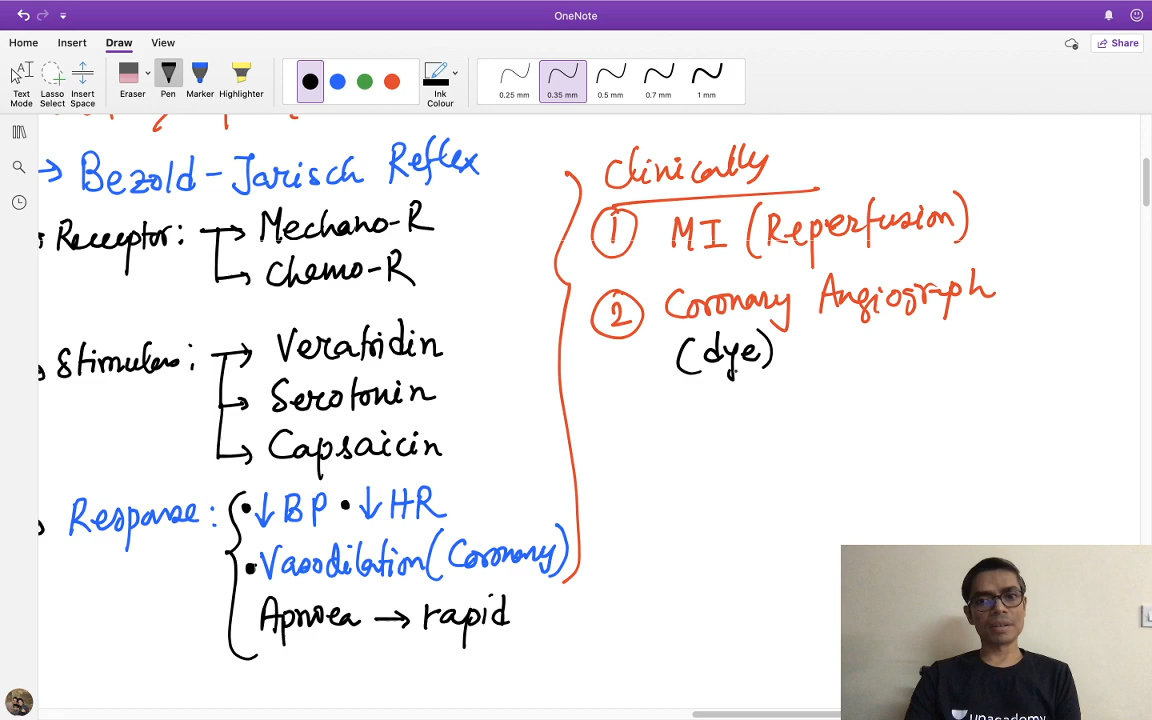 OneNote
Home Insert Draw View
Share
Text Mode
Lasso Select
Insert Space
Eraser
Pen
Marker
Highlighter
Ink Colour
0.25 mm
0.35 mm
0.5 mm
0.7 mm
1 mm
→ Bezold-Jarisch Reflex
Receptor: → Mechano-R
→ Chemo-R
Stimulus: → Veratridin
→ Serotonin
→ Capsaicin
Response: • ↓ BP • ↓ HR
• Vasodilation (Coronary)
Apnoea → rapid
Clinically
① MI (Reperfusion)
② Coronary Angiograph
(dye)
unacademy